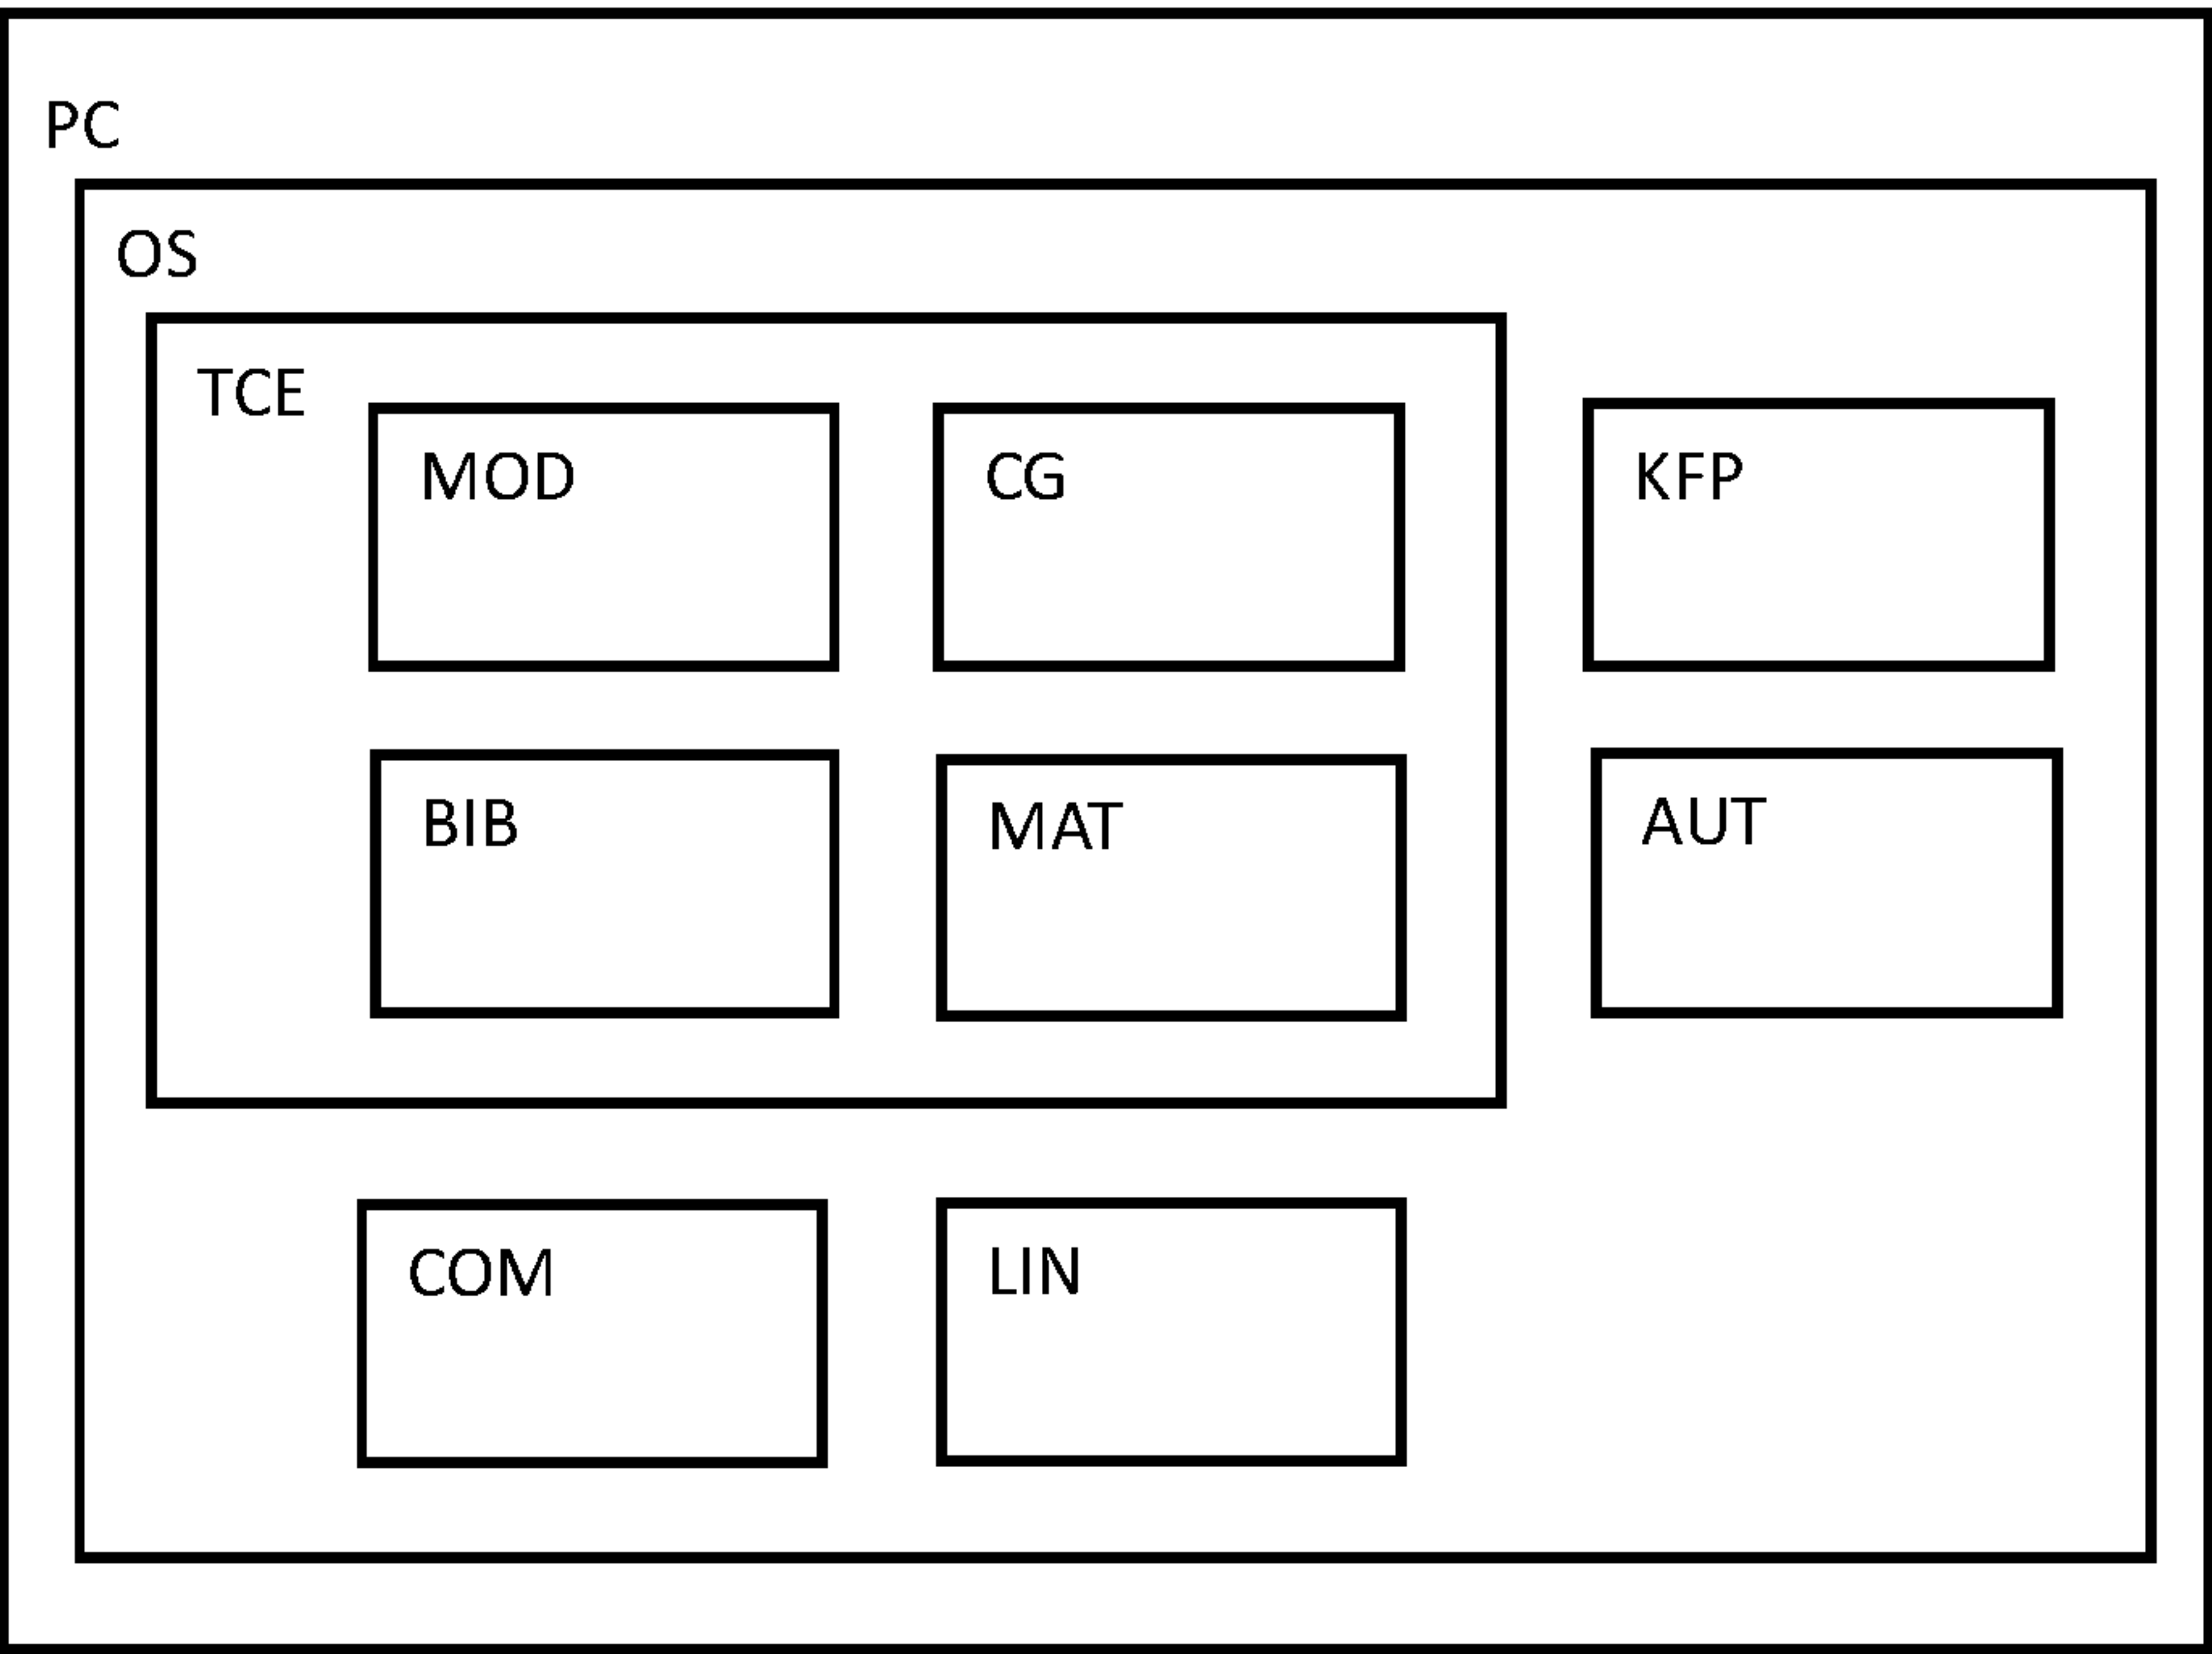 PC
OS
TCE
MOD
CG
KFP
BIB
MAT
AUT
COM
LIN